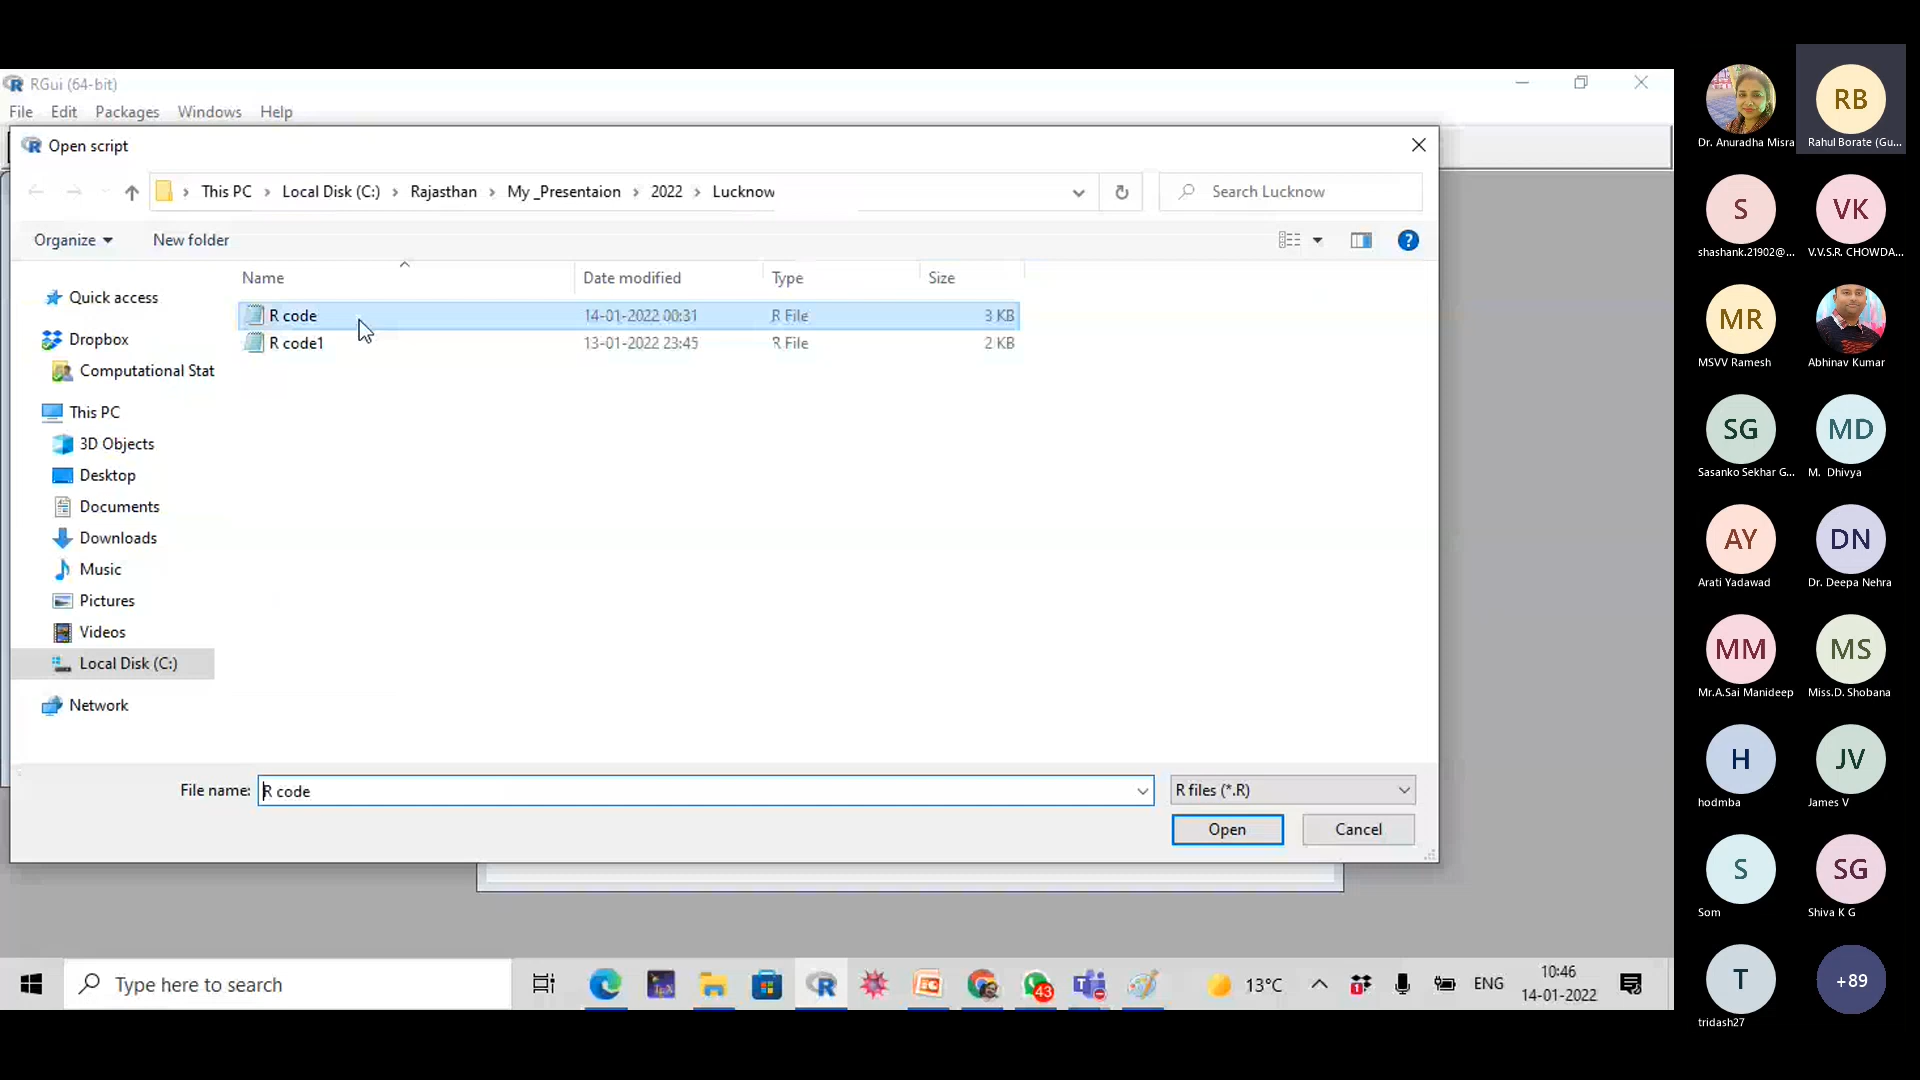 RGui (64-bit)
File Edit Packages Windows Help
Open script
This PC > Local Disk (C:) > Rajasthan > My _Presentaion > 2022 > Lucknow
Search Lucknow
Organize New folder
Name Date modified Type Size
R code 14-01-2022 00:31 R File 3 KB
R code1 13-01-2022 23:45 R File 2 KB
Quick access
Dropbox
Computational Stat
This PC
3D Objects
Desktop
Documents
Downloads
Music
Pictures
Videos
Local Disk (C:)
Network
File name: R code R files (*.R)
Open Cancel
Type here to search
43
13°C
ENG
10:46
14-01-2022
RB
Dr. Anuradha Misra Rahul Borate (Gu...
S VK
shashank.21902@... V.V.S.R. CHOWDA...
MR
MSVV Ramesh Abhinav Kumar
SG MD
Sasanko Sekhar G... M. Dhivya
AY DN
Arati Yadawad Dr. Deepa Nehra
MM MS
Mr.A.Sai Manideep Miss.D. Shobana
H JV
hodmba James V
S SG
Som Shiva K G
T +89
tridash27